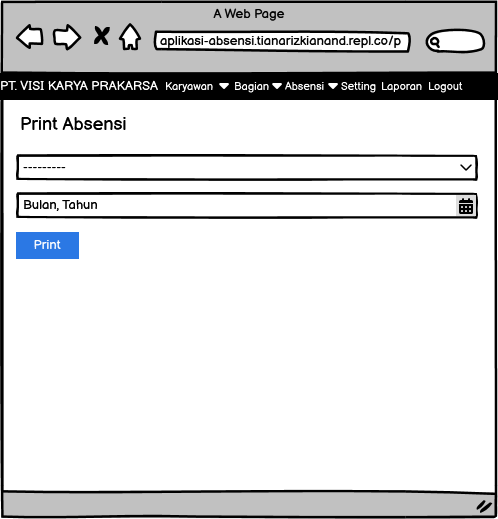 A Web Page
aplikasi-absensi.tianarizkianand.repl.co/p
PT. VISI KARYA PRAKARSA Karyawan Bagian Absensi Setting Laporan Logout
Print Absensi
---------
Bulan, Tahun
Print